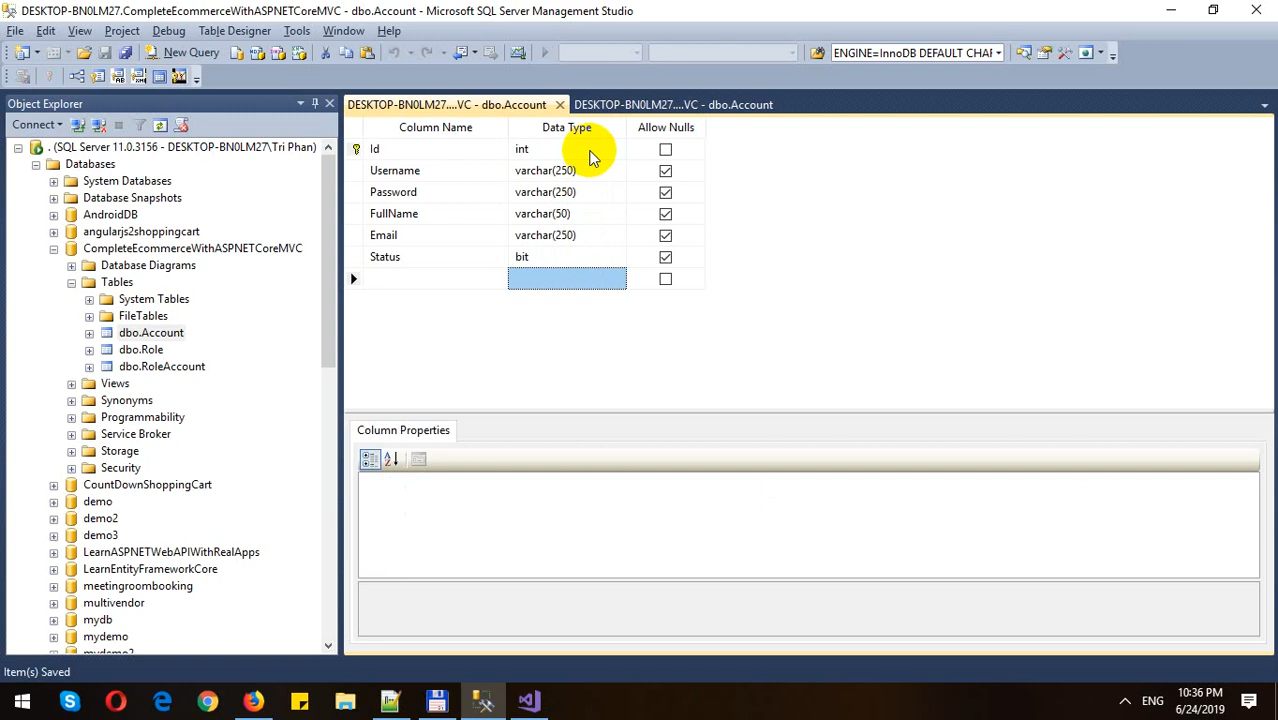 DESKTOP-BN0LM27.CompleteEcommerceWithASPNETCoreMVC - dbo.Account - Microsoft SQL Server Management Studio
File Edit View Project Debug Table Designer Tools Window Help
New Query ENGINE=InnoDB DEFAULT CHAR
Object Explorer
Connect
. (SQL Server 11.0.3156 - DESKTOP-BN0LM27\Tri Phan)
Databases
System Databases
Database Snapshots
AndroidDB
angularjs2shoppingcart
CompleteEcommerceWithASPNETCoreMVC
Database Diagrams
Tables
System Tables
FileTables
dbo.Account
dbo.Role
dbo.RoleAccount
Views
Synonyms
Programmability
Service Broker
Storage
Security
CountDownShoppingCart
demo
demo2
demo3
LearnASPNETWebAPIWithRealApps
LearnEntityFrameworkCore
meetingroombooking
multivendor
mydb
mydemo
mydemo2
DESKTOP-BN0LM27....VC - dbo.Account DESKTOP-BN0LM27....VC - dbo.Account
Column Name Data Type Allow Nulls
Id int
Username varchar(250)
Password varchar(250)
FullName varchar(50)
Email varchar(250)
Status bit
Column Properties
Item(s) Saved
ENG 10:36 PM
6/24/2019